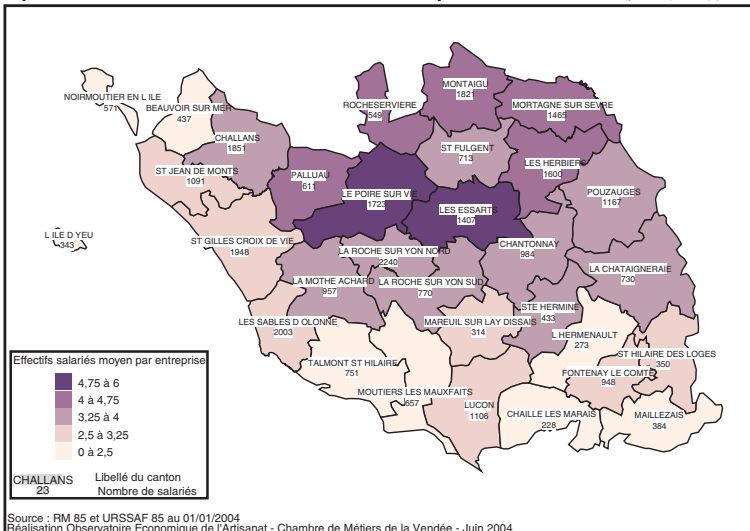 MONTAIGU
1821
NOIRMOUTIER EN L ILE
571
BEAUVOIR SUR MER
437
ROCHESERVIERE
549
MORTAGNE SUR SEVRE
1465
CHALLANS
1851
ST FULGENT
713
LES HERBIERS
1600
ST JEAN DE MONTS
1091
PALLUAU
611
LE POIRE SUR VIE
1723
POUZAUGES
1167
LES ESSARTS
1407
L ILE D YEU
343
ST GILLES CROIX DE VIE
1948
LA ROCHE SUR YON NORD
2240
CHANTONNAY
984
LA MOTHE ACHARD
957
LA ROCHE SUR YON SUD
770
LA CHATAIGNERAIE
730
STE HERMINE
433
LES SABLES D OLONNE
2003
MAREUIL SUR LAY DISSAIS
314
L HERMENAULT
273
ST HILAIRE DES LOGES
350
TALMONT ST HILAIRE
751
FONTENAY LE COMTE
948
MOUTIERS LES MAUXFAITS
657
LUCON
1106
CHAILLE LES MARAIS
228
MAILLEZAIS
384
Effectifs salariés moyen par entreprise
4,75 à 6
4 à 4,75
3,25 à 4
2,5 à 3,25
0 à 2,5
CHALLANS Libellé du canton
23 Nombre de salariés
Source : RM 85 et URSSAF 85 au 01/01/2004
Réalisation Observatoire Economique de l'Artisanat - Chambre de Métiers de la Vendée - Juin 2004